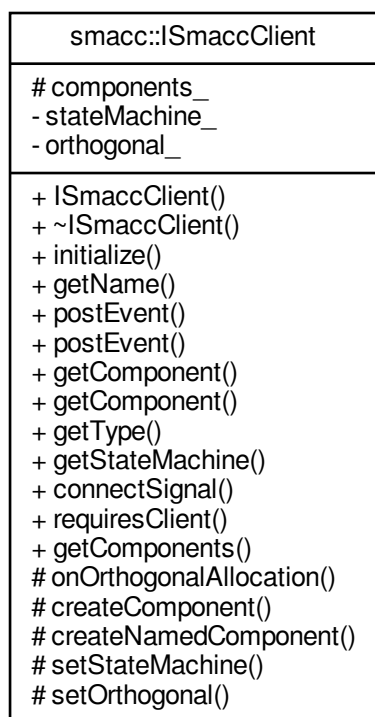 smacc::ISmaccClient
# components_
- stateMachine_
- orthogonal_
+ ISmaccClient()
+ ~ISmaccClient()
+ initialize()
+ getName()
+ postEvent()
+ postEvent()
+ getComponent()
+ getComponent()
+ getType()
+ getStateMachine()
+ connectSignal()
+ requiresClient()
+ getComponents()
# onOrthogonalAllocation()
# createComponent()
# createNamedComponent()
# setStateMachine()
# setOrthogonal()